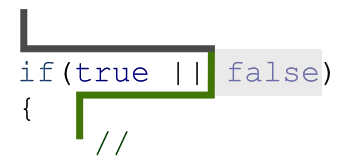 if(true || false)
{
//